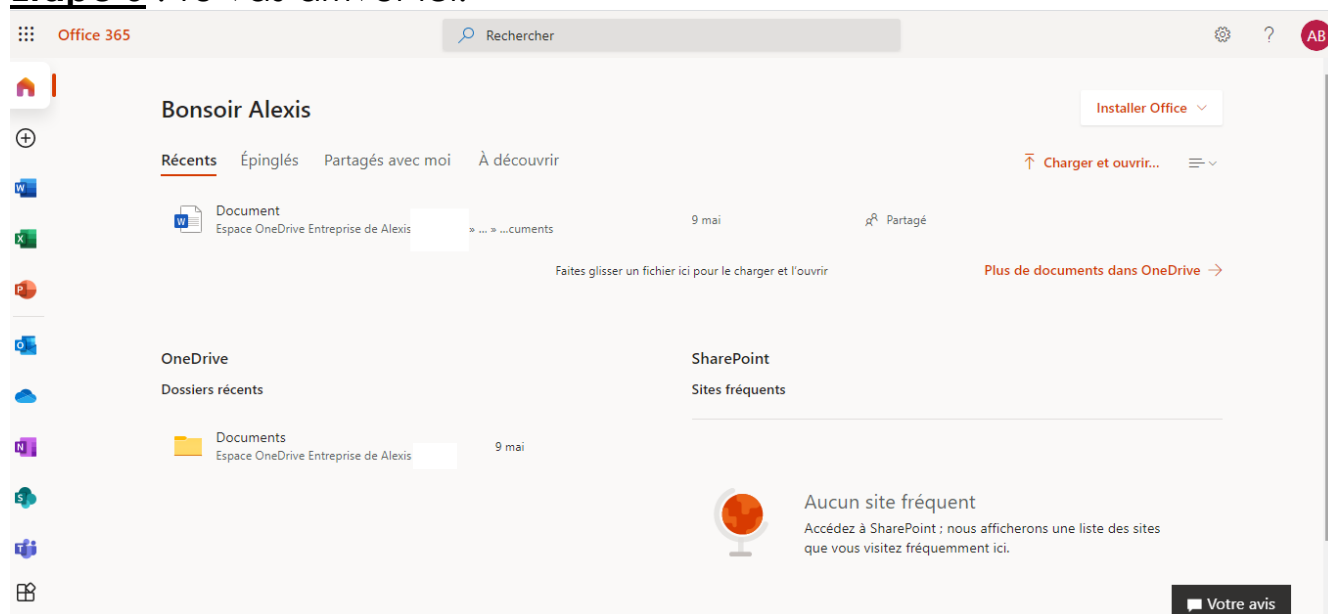 Office 365
Rechercher
?
AB
Bonsoir Alexis
Installer Office
Récents Épinglés Partagés avec moi À découvrir
Charger et ouvrir...
W
Document
Espace OneDrive Entreprise de Alexis » ... » ...cuments
9 mai
Partagé
X
Faites glisser un fichier ici pour le charger et l'ouvrir
Plus de documents dans OneDrive →
P
OneDrive
SharePoint
Dossiers récents
Sites fréquents
Documents
Espace OneDrive Entreprise de Alexis
9 mai
N
S
Aucun site fréquent
Accédez à SharePoint ; nous afficherons une liste des sites
que vous visitez fréquemment ici.
Votre avis